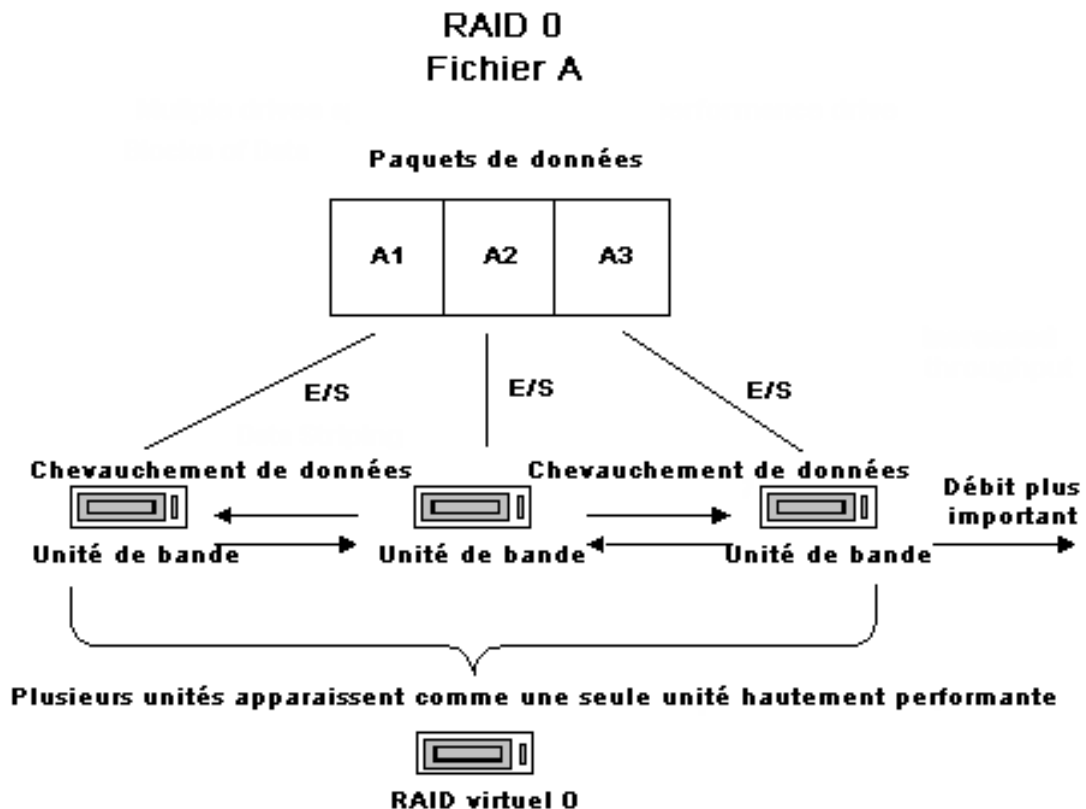 RAID 0
Fichier A
Paquets de données
A1 A2 A3
E/S E/S E/S
Chevauchement de données Chevauchement de données
Débit plus
important
Unité de bande Unité de bande Unité de bande
Plusieurs unités apparaissent comme une seule unité hautement performante
RAID virtuel 0